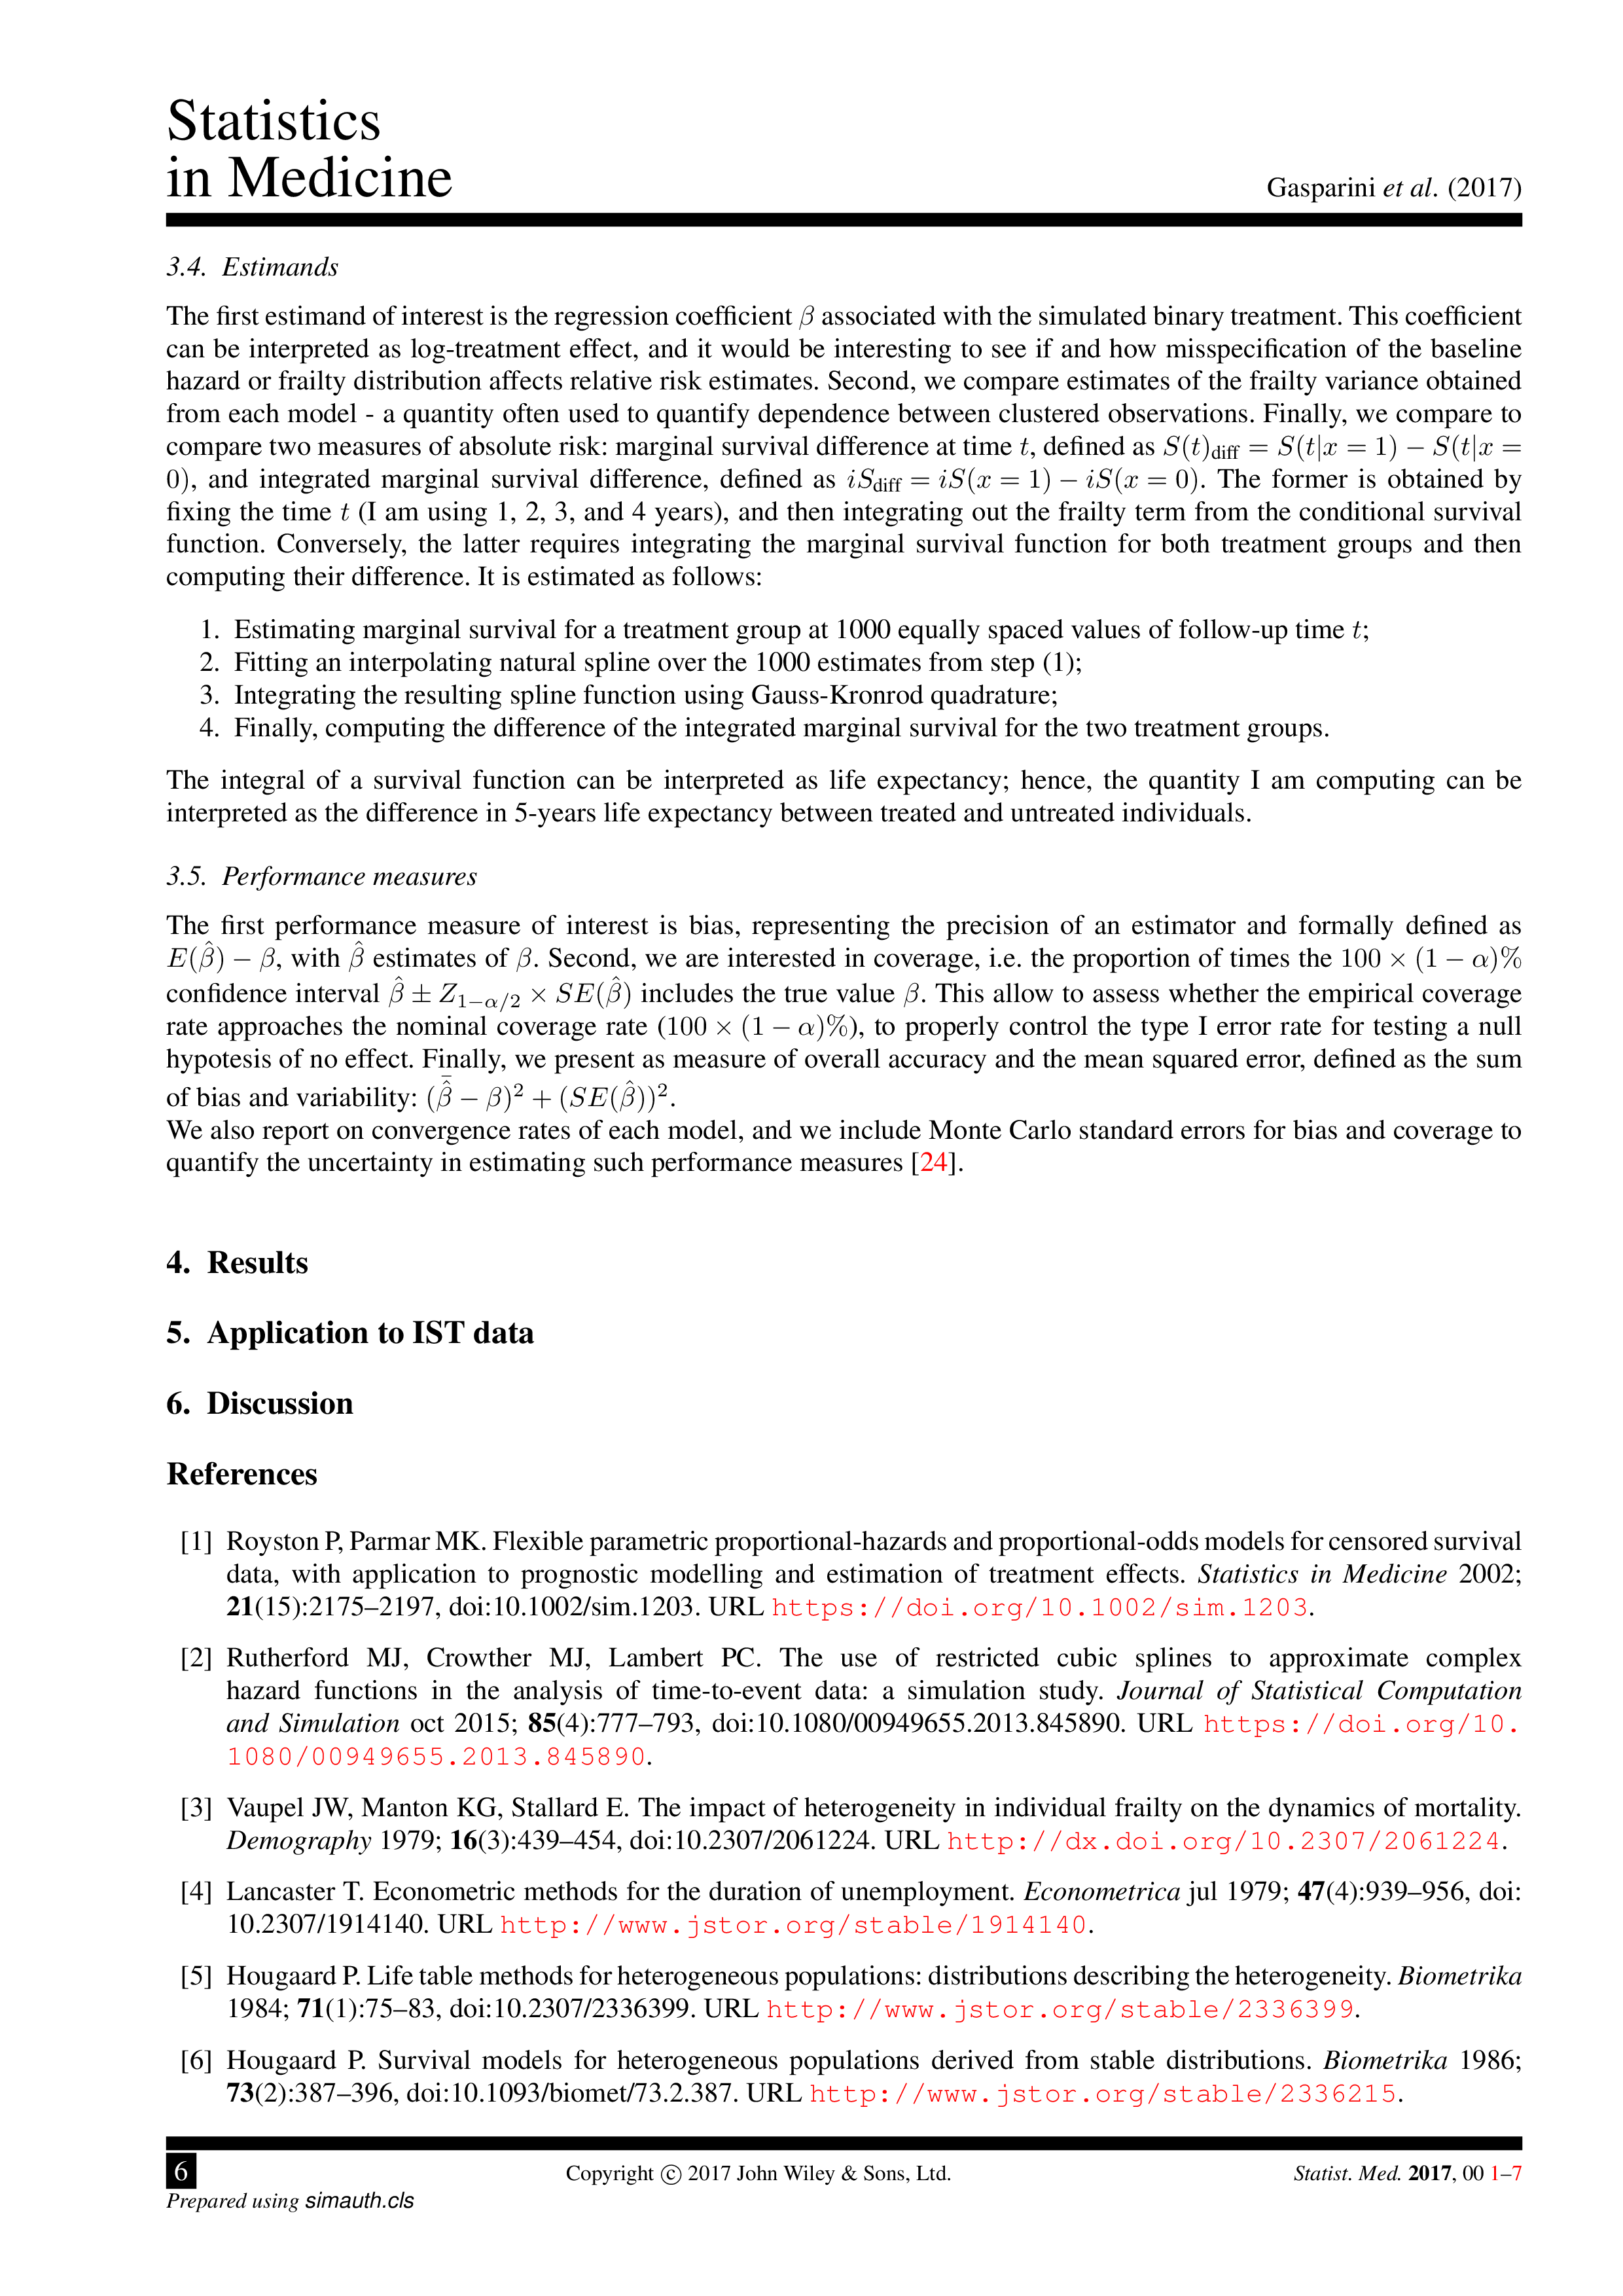 Statistics
in Medicine
Gasparini et al. (2017)
3.4. Estimands
The first estimand of interest is the regression coefficient β associated with the simulated binary treatment. This coefficient
can be interpreted as log-treatment effect, and it would be interesting to see if and how misspecification of the baseline
hazard or frailty distribution affects relative risk estimates. Second, we compare estimates of the frailty variance obtained
from each model - a quantity often used to quantify dependence between clustered observations. Finally, we compare to
compare two measures of absolute risk: marginal survival difference at time t, defined as S(t)diff = S(t|x = 1) − S(t|x =
0), and integrated marginal survival difference, defined as iSdiff = iS(x = 1) − iS(x = 0). The former is obtained by
fixing the time t (I am using 1, 2, 3, and 4 years), and then integrating out the frailty term from the conditional survival
function. Conversely, the latter requires integrating the marginal survival function for both treatment groups and then
computing their difference. It is estimated as follows:
1. Estimating marginal survival for a treatment group at 1000 equally spaced values of follow-up time t;
2. Fitting an interpolating natural spline over the 1000 estimates from step (1);
3. Integrating the resulting spline function using Gauss-Kronrod quadrature;
4. Finally, computing the difference of the integrated marginal survival for the two treatment groups.
The integral of a survival function can be interpreted as life expectancy; hence, the quantity I am computing can be
interpreted as the difference in 5-years life expectancy between treated and untreated individuals.
3.5. Performance measures
The first performance measure of interest is bias, representing the precision of an estimator and formally defined as
E(β̂) − β, with β̂ estimates of β. Second, we are interested in coverage, i.e. the proportion of times the 100 × (1 − α)%
confidence interval β̂ ± Z1−α/2 × SE(β̂) includes the true value β. This allow to assess whether the empirical coverage
rate approaches the nominal coverage rate (100 × (1 − α)%), to properly control the type I error rate for testing a null
hypotesis of no effect. Finally, we present as measure of overall accuracy and the mean squared error, defined as the sum
of bias and variability: (β̂̄ − β)² + (SE(β̂))².
We also report on convergence rates of each model, and we include Monte Carlo standard errors for bias and coverage to
quantify the uncertainty in estimating such performance measures [24].
4. Results
5. Application to IST data
6. Discussion
References
[1] Royston P, Parmar MK. Flexible parametric proportional-hazards and proportional-odds models for censored survival
data, with application to prognostic modelling and estimation of treatment effects. Statistics in Medicine 2002;
21(15):2175–2197, doi:10.1002/sim.1203. URL https://doi.org/10.1002/sim.1203.
[2] Rutherford MJ, Crowther MJ, Lambert PC. The use of restricted cubic splines to approximate complex
hazard functions in the analysis of time-to-event data: a simulation study. Journal of Statistical Computation
and Simulation oct 2015; 85(4):777–793, doi:10.1080/00949655.2013.845890. URL https://doi.org/10.
1080/00949655.2013.845890.
[3] Vaupel JW, Manton KG, Stallard E. The impact of heterogeneity in individual frailty on the dynamics of mortality.
Demography 1979; 16(3):439–454, doi:10.2307/2061224. URL http://dx.doi.org/10.2307/2061224.
[4] Lancaster T. Econometric methods for the duration of unemployment. Econometrica jul 1979; 47(4):939–956, doi:
10.2307/1914140. URL http://www.jstor.org/stable/1914140.
[5] Hougaard P. Life table methods for heterogeneous populations: distributions describing the heterogeneity. Biometrika
1984; 71(1):75–83, doi:10.2307/2336399. URL http://www.jstor.org/stable/2336399.
[6] Hougaard P. Survival models for heterogeneous populations derived from stable distributions. Biometrika 1986;
73(2):387–396, doi:10.1093/biomet/73.2.387. URL http://www.jstor.org/stable/2336215.
6
Copyright © 2017 John Wiley & Sons, Ltd.
Statist. Med. 2017, 00 1–7
Prepared using simauth.cls